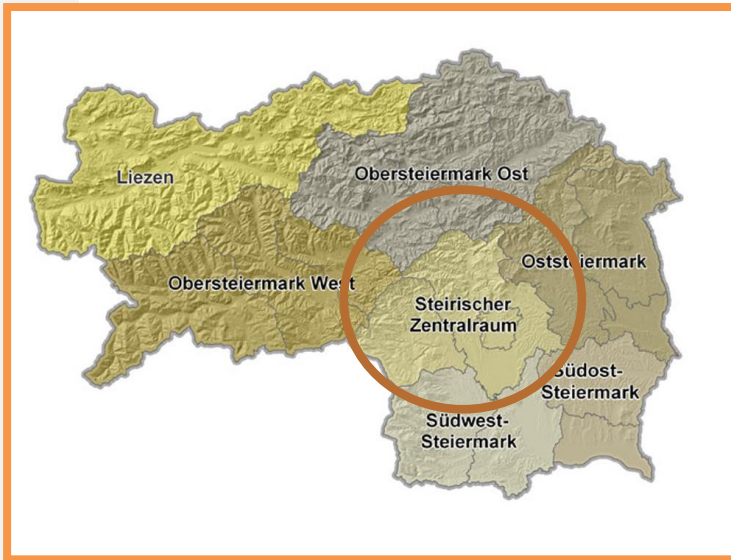 Liezen
Obersteiermark Ost
Oststeiermark
Obersteiermark West
Steirischer
Zentralraum
Südost-
Steiermark
Südwest-
Steiermark